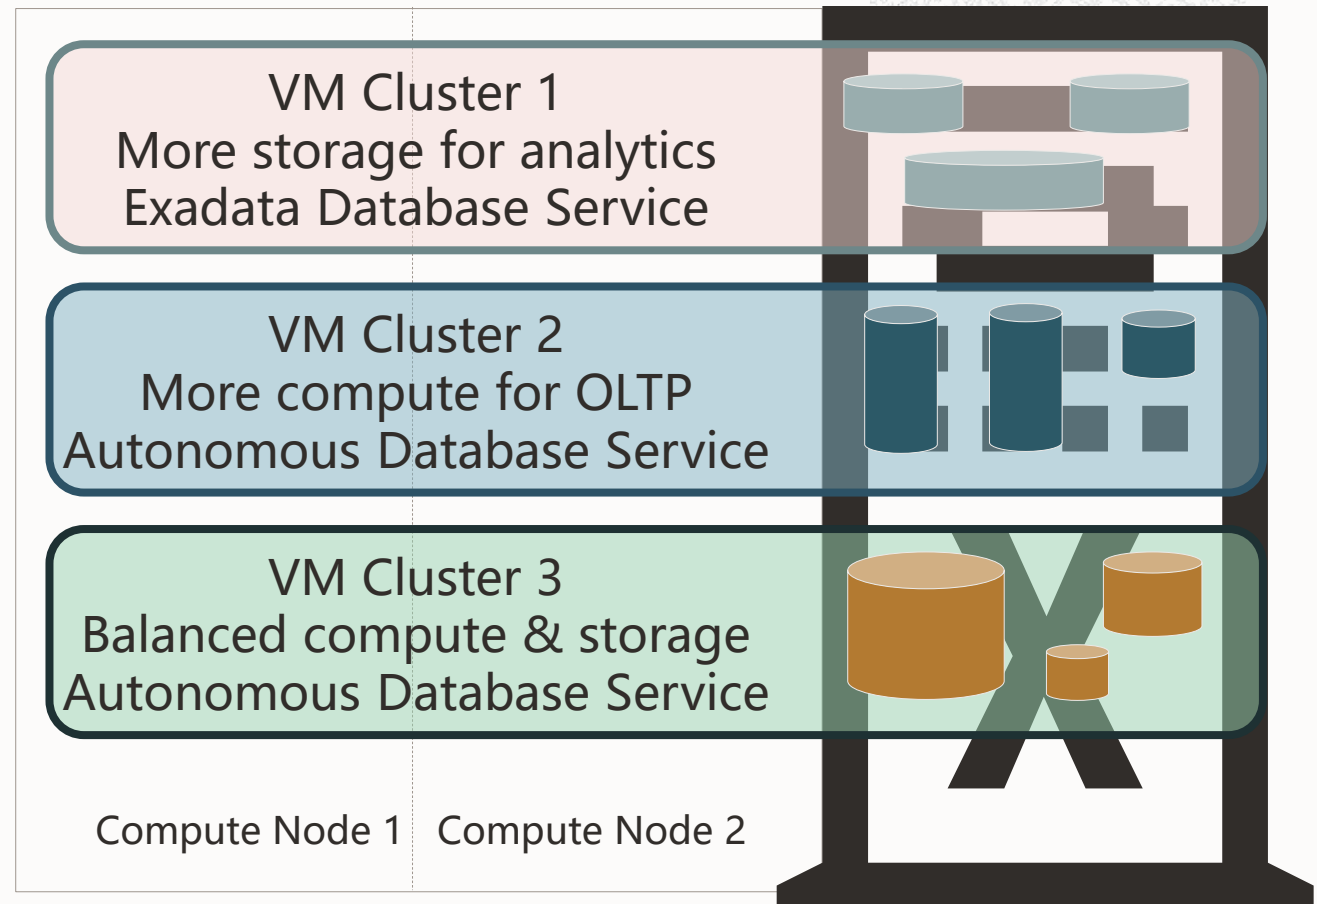 VM Cluster 1
More storage for analytics
Exadata Database Service
VM Cluster 2
More compute for OLTP
Autonomous Database Service
VM Cluster 3
Balanced compute & storage
Autonomous Database Service
Compute Node 1
Compute Node 2
X